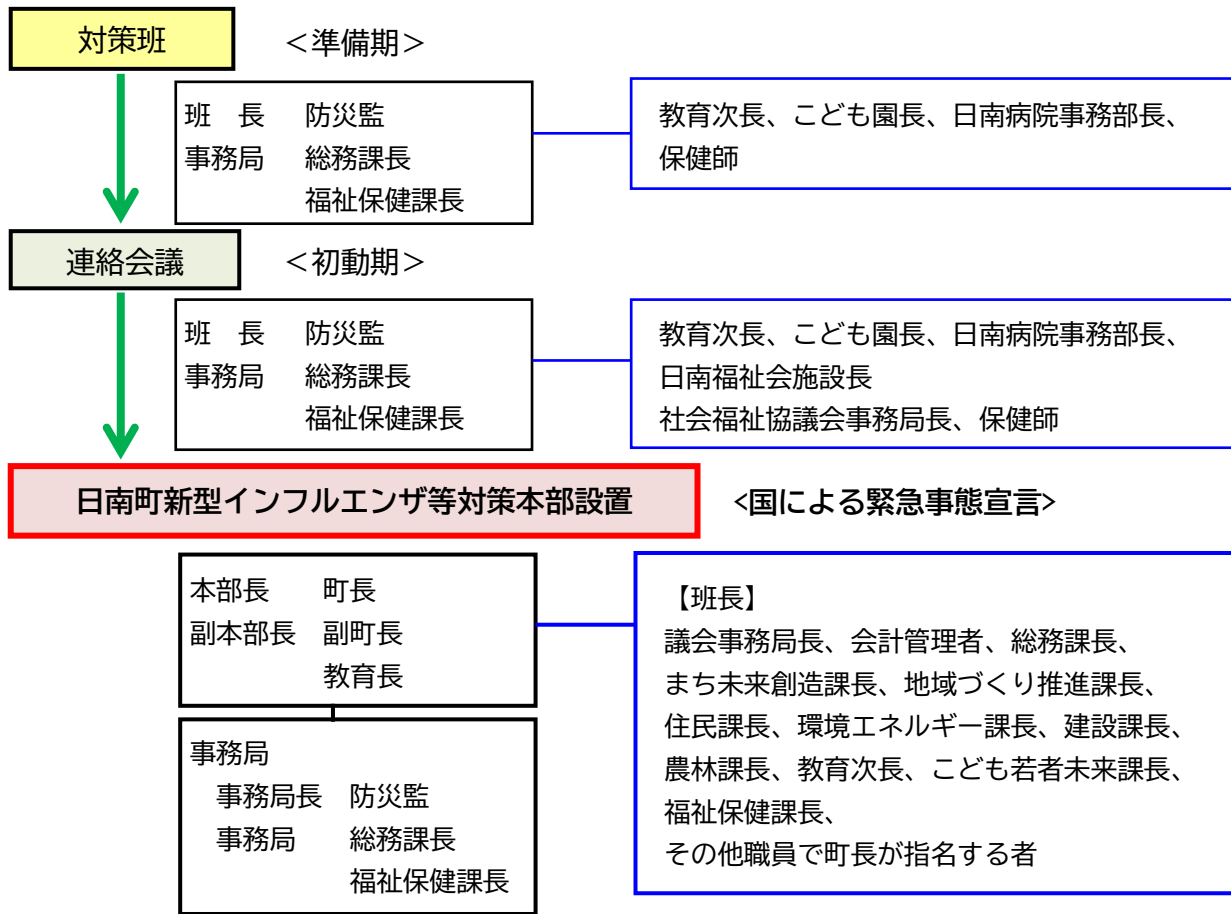 対策班
＜準備期＞
班　長　　防災監
事務局　　総務課長
福祉保健課長
教育次長、こども園長、日南病院事務部長、
保健師
連絡会議
＜初動期＞
班　長　　防災監
事務局　　総務課長
福祉保健課長
教育次長、こども園長、日南病院事務部長、
日南福祉会施設長
社会福祉協議会事務局長、保健師
日南町新型インフルエンザ等対策本部設置
<国による緊急事態宣言>
本部長　　町長
副本部長　副町長
教育長
【班長】
議会事務局長、会計管理者、総務課長、
まち未来創造課長、地域づくり推進課長、
住民課長、環境エネルギー課長、建設課長、
農林課長、教育次長、こども若者未来課長、
福祉保健課長、
その他職員で町長が指名する者
事務局
事務局長　防災監
事務局　　総務課長
福祉保健課長